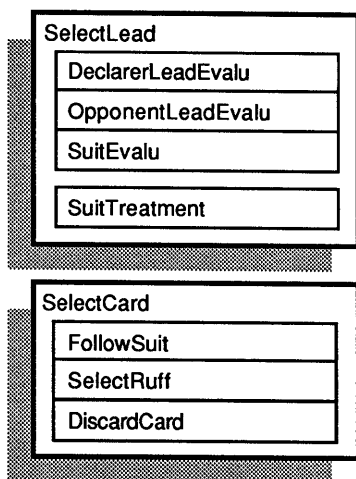 SelectLead
DeclarerLeadEvalu
OpponentLeadEvalu
SuitEvalu
SuitTreatment
SelectCard
FollowSuit
SelectRuff
DiscardCard